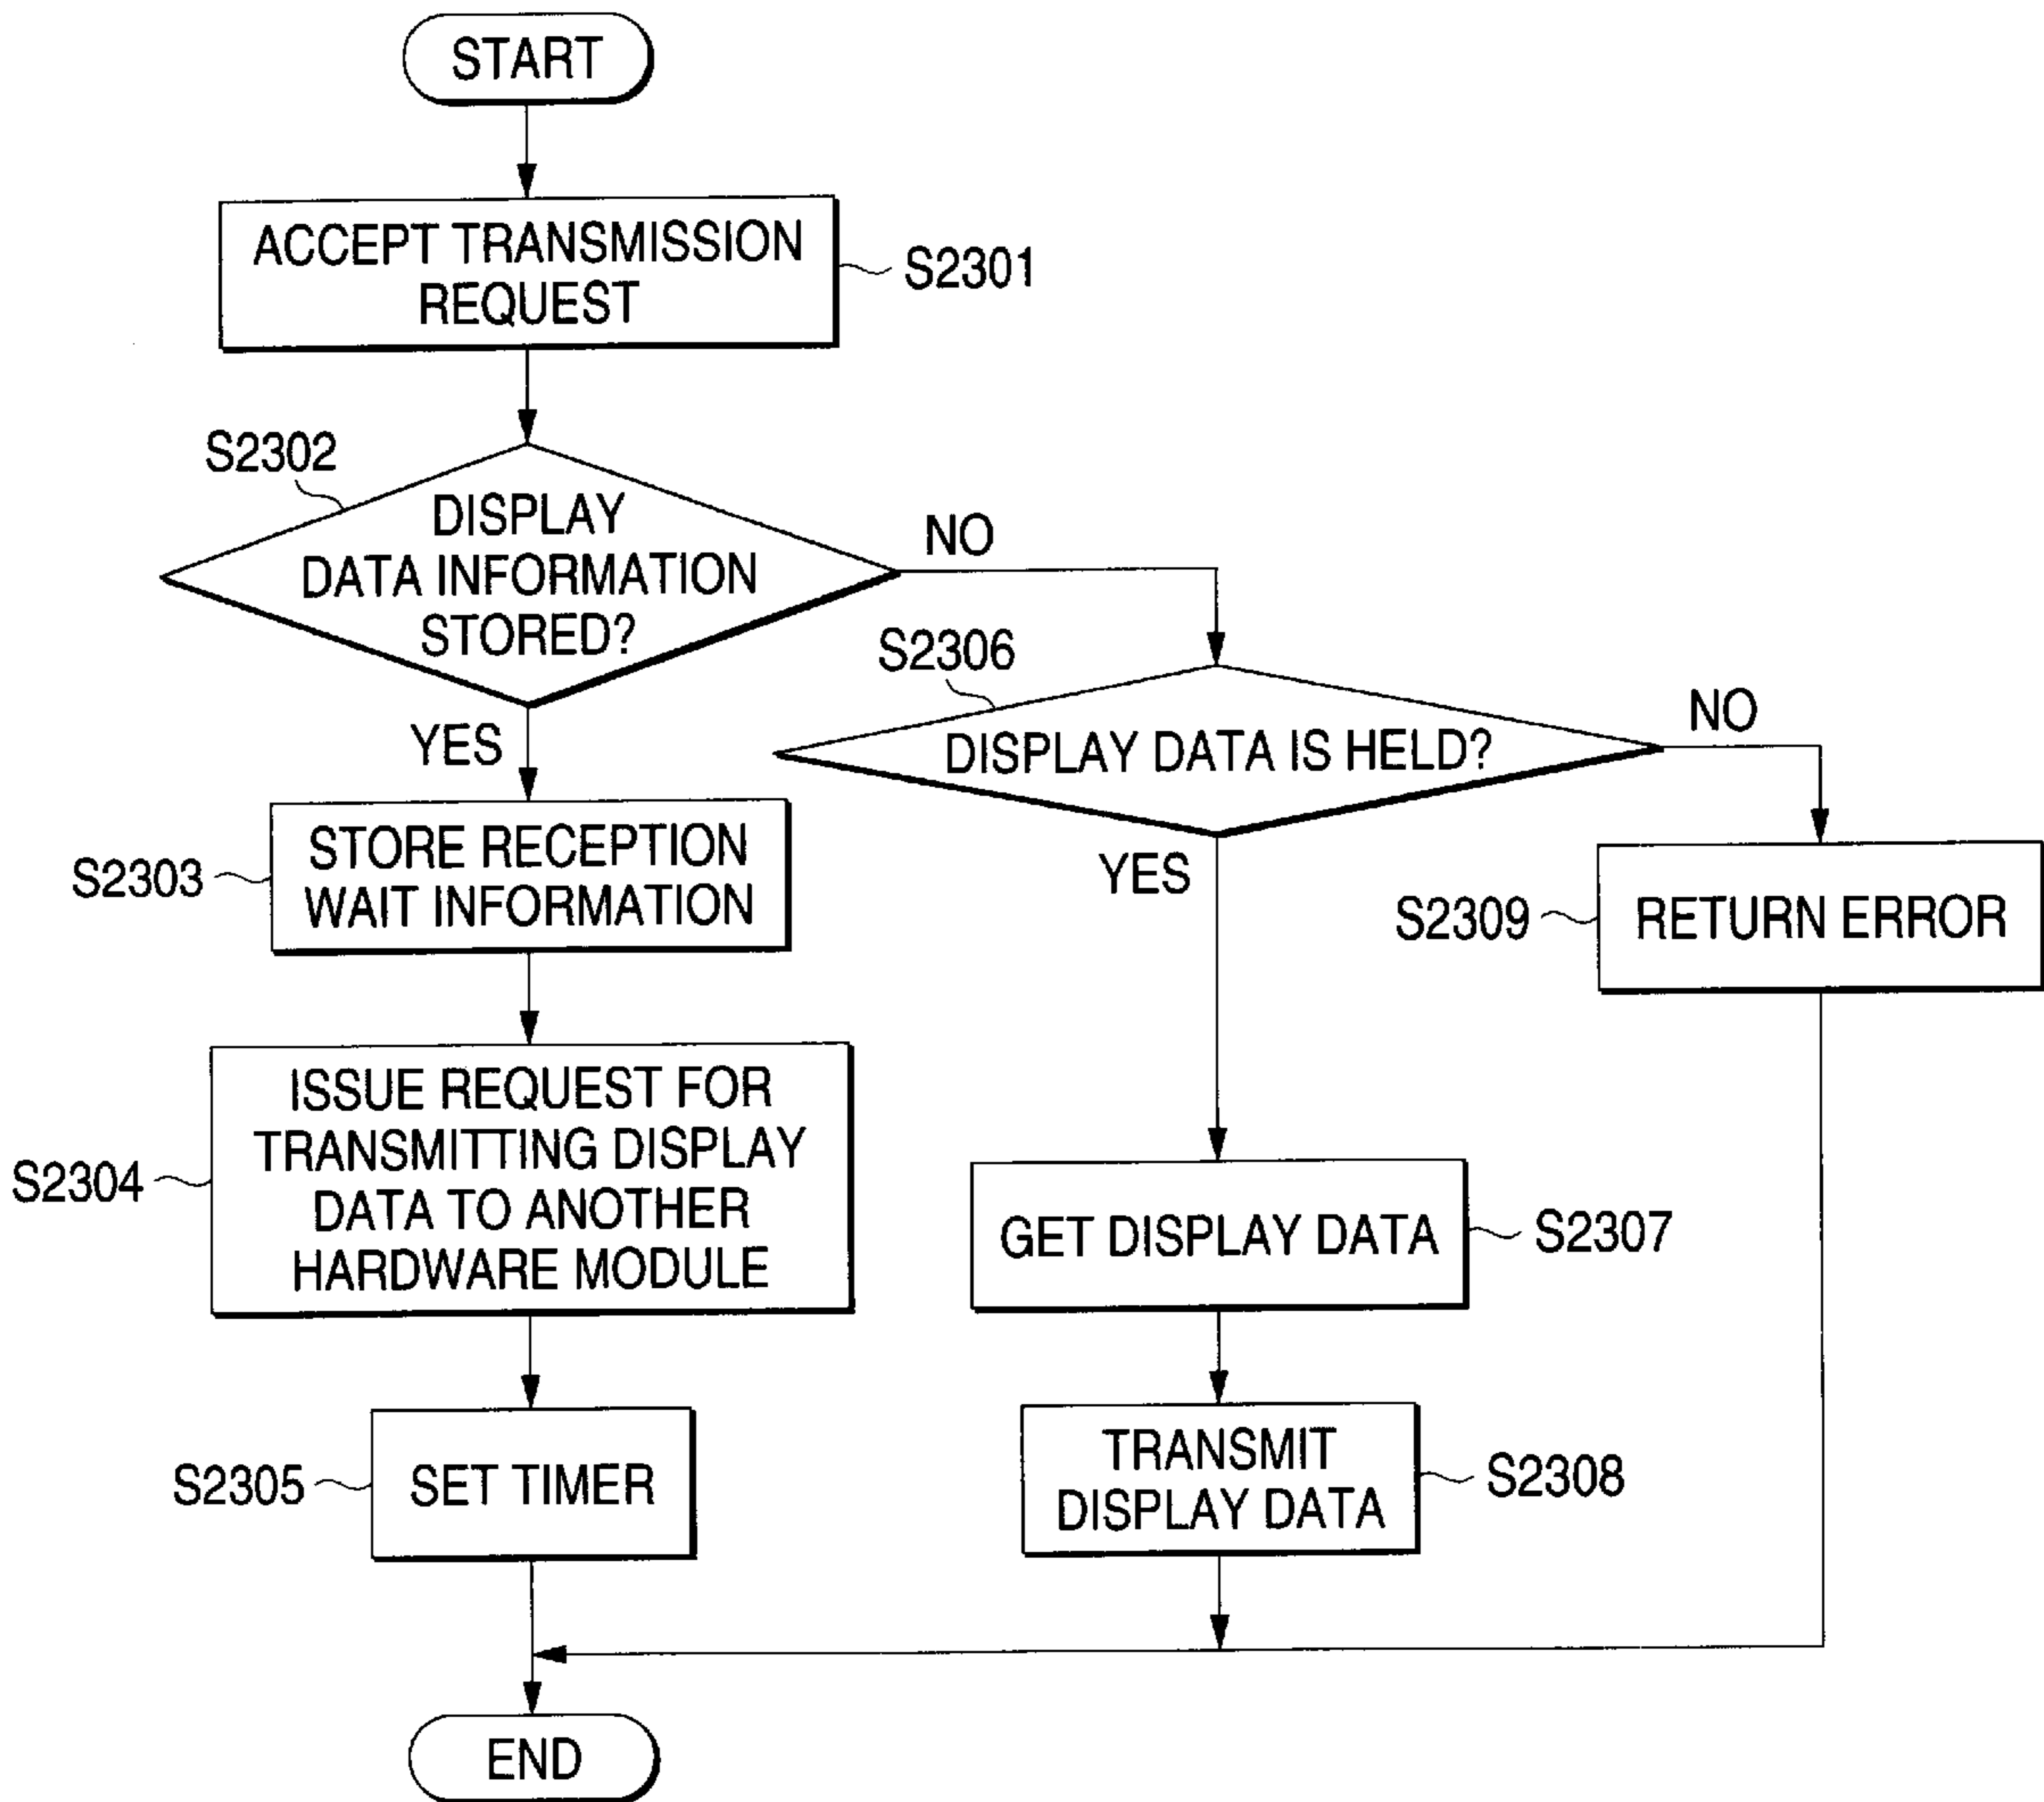 START
ACCEPT TRANSMISSION
REQUEST
S2301
S2302
DISPLAY
DATA INFORMATION
STORED?
NO
YES
S2306
DISPLAY DATA IS HELD?
NO
YES
S2303
STORE RECEPTION
WAIT INFORMATION
S2309
RETURN ERROR
S2304
ISSUE REQUEST FOR
TRANSMITTING DISPLAY
DATA TO ANOTHER
HARDWARE MODULE
GET DISPLAY DATA
S2307
S2305
SET TIMER
TRANSMIT
DISPLAY DATA
S2308
END